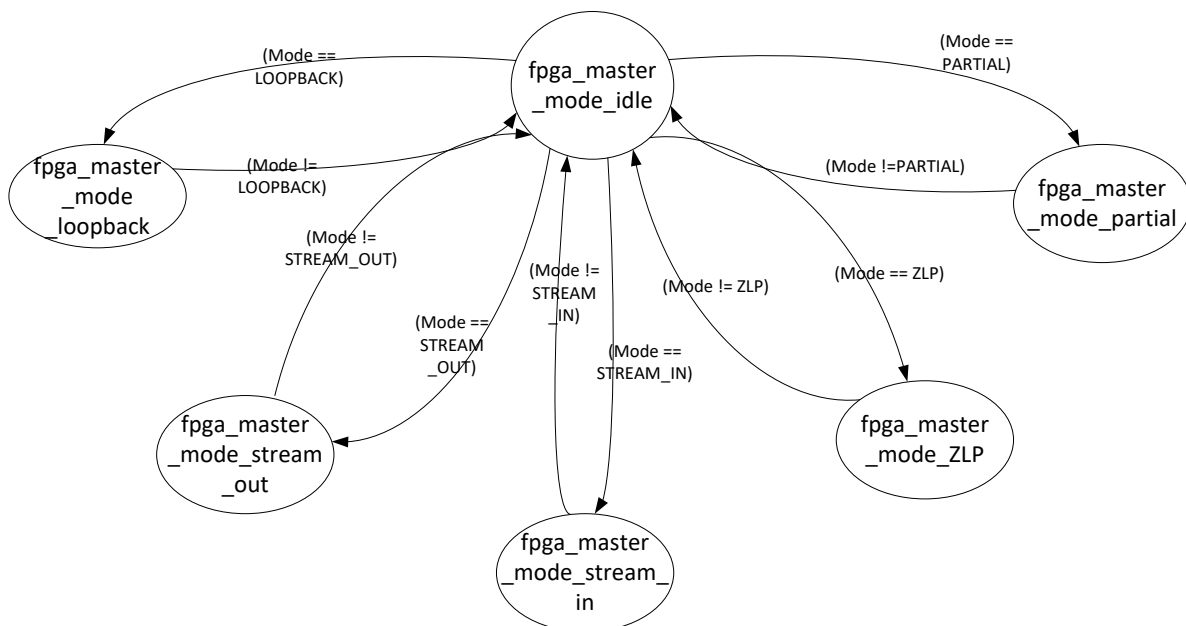 fpga_master
_mode_idle
(Mode ==
LOOPBACK)
(Mode ==
PARTIAL)
fpga_master
_mode
_loopback
(Mode !=
LOOPBACK)
(Mode !=PARTIAL)
fpga_master
_mode_partial
(Mode !=
STREAM_OUT)
(Mode ==
STREAM
_OUT)
(Mode !=
STREAM
_IN)
(Mode ==
STREAM_IN)
(Mode != ZLP)
(Mode == ZLP)
fpga_master
_mode_stream
_out
fpga_master
_mode_stream_
in
fpga_master
_mode_ZLP